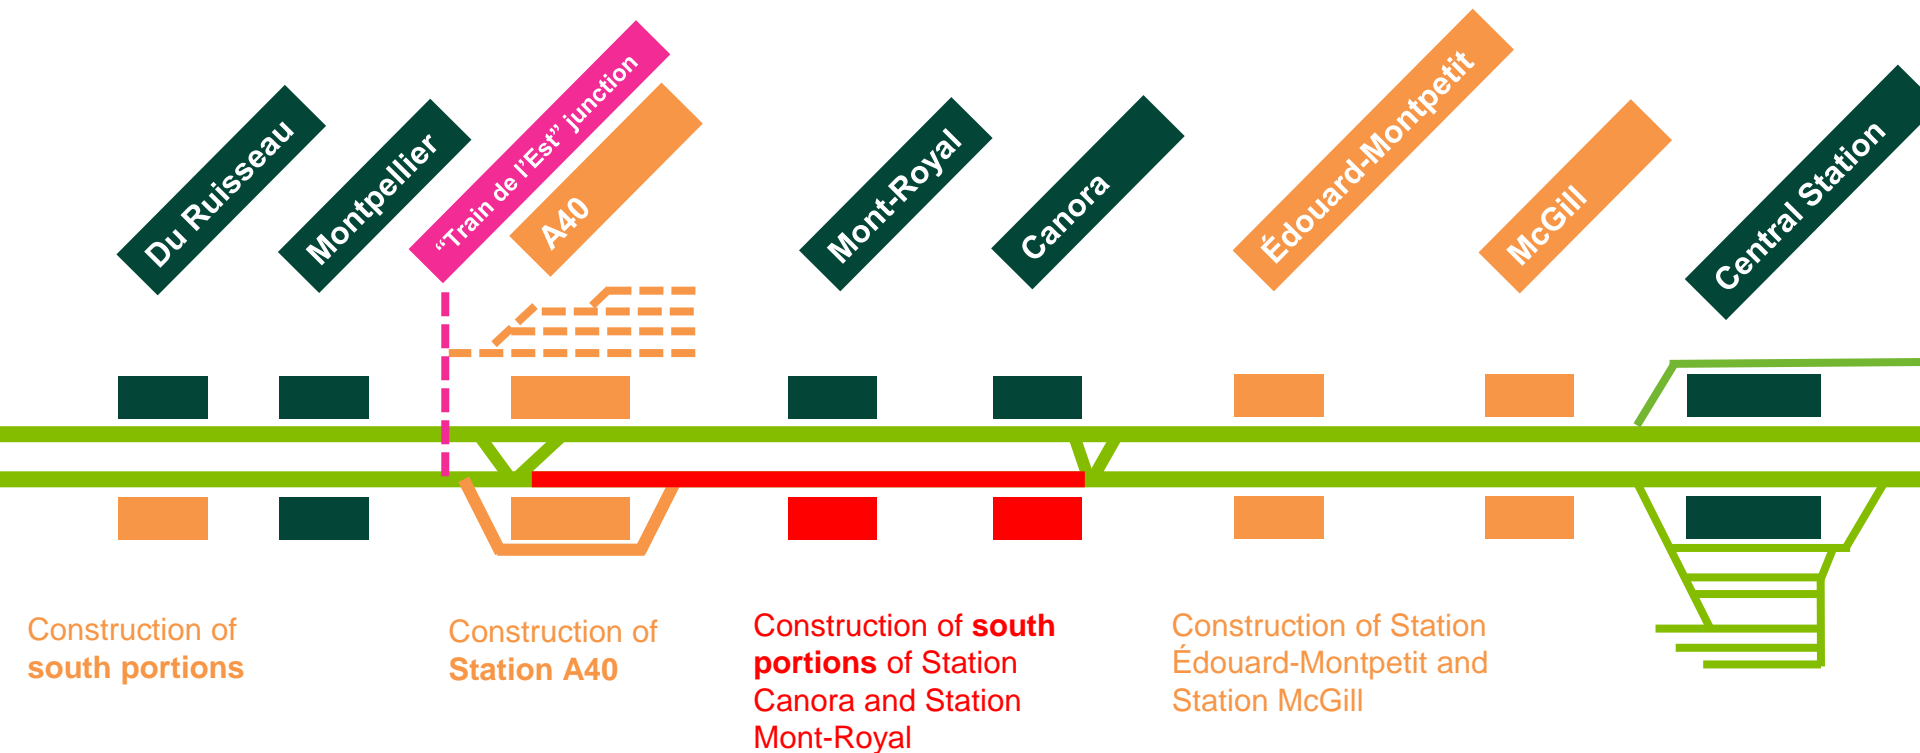 Du Ruisseau
Montpellier
“Train de l’Est” junction
A40
Mont-Royal
Canora
Édouard-Montpetit
McGill
Central Station
Construction of
south portions
Construction of
Station A40
Construction of south
portions of Station
Canora and Station
Mont-Royal
Construction of Station
Édouard-Montpetit and
Station McGill